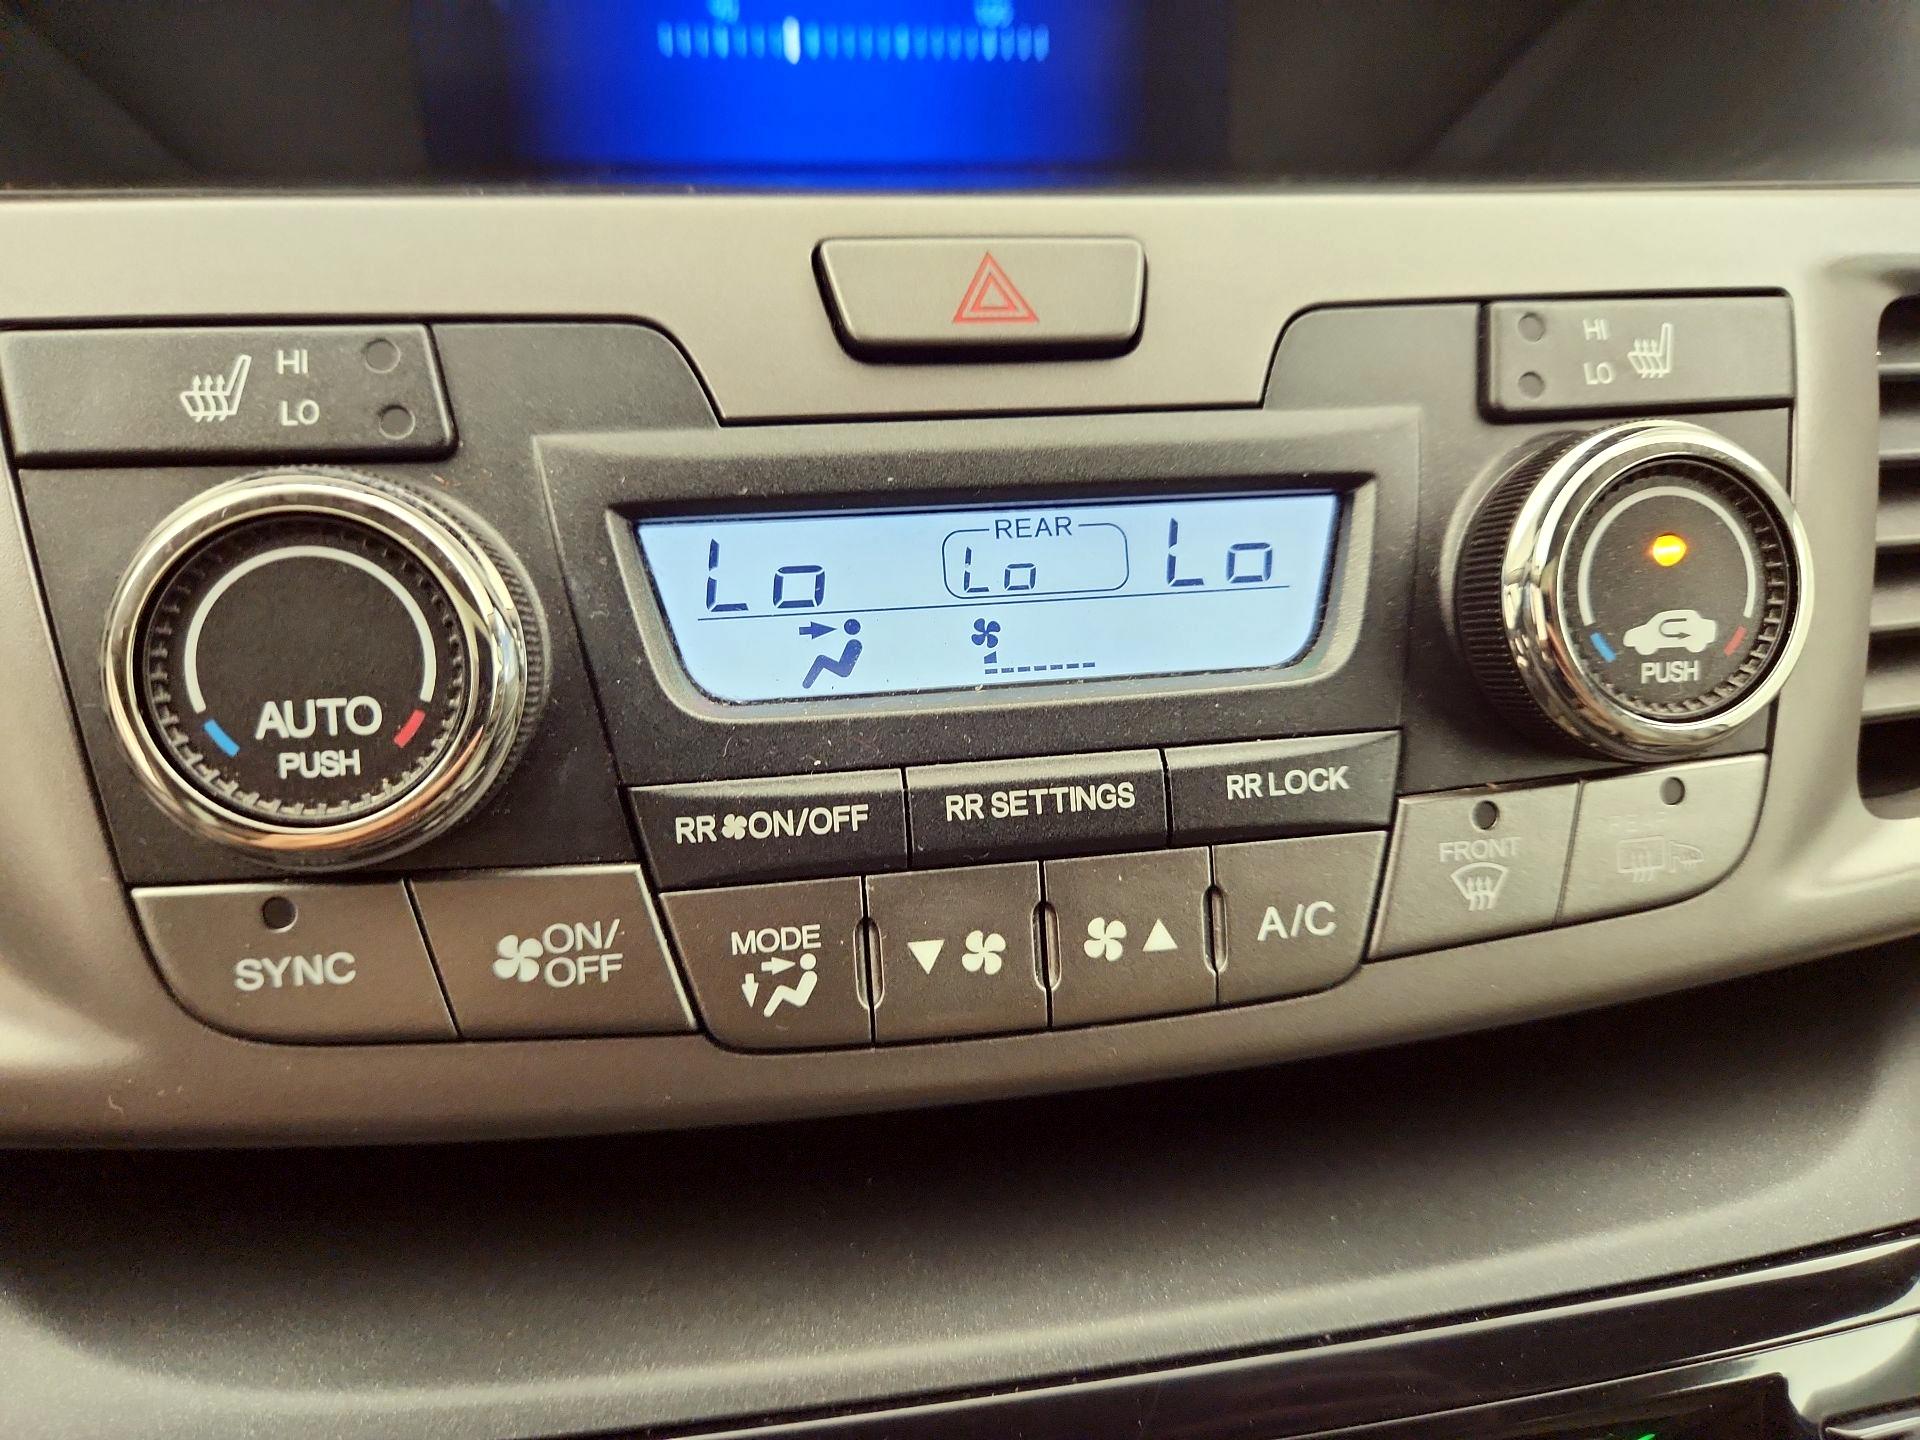 HI
LO
HI
LO
Lo
REAR
Lo
Lo
AUTO
PUSH
PUSH
RR ON/OFF
RR SETTINGS
RR LOCK
SYNC
ON/
OFF
MODE
A/C
FRONT